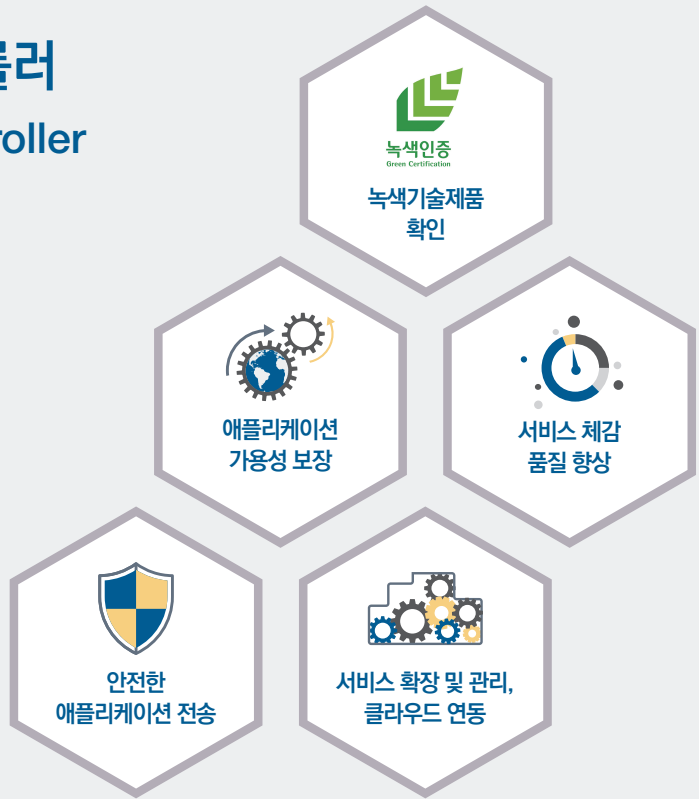 러
roller
녹색인증
Green Certification
녹색기술제품
확인
애플리케이션
가용성 보장
서비스 체감
품질 향상
안전한
애플리케이션 전송
서비스 확장 및 관리,
클라우드 연동